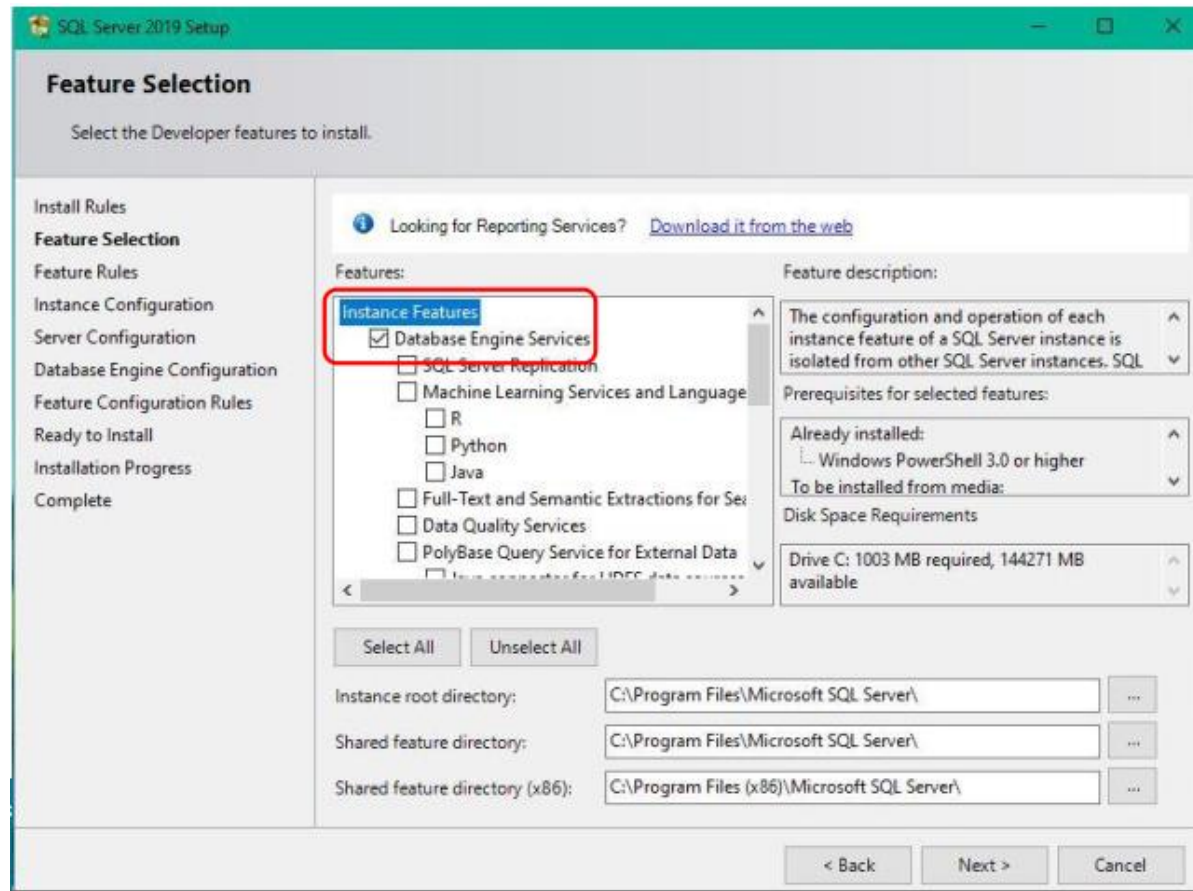 SQL Server 2019 Setup
Feature Selection
Select the Developer features to install.
Install Rules
Feature Selection
Feature Rules
Instance Configuration
Server Configuration
Database Engine Configuration
Feature Configuration Rules
Ready to Install
Installation Progress
Complete
Looking for Reporting Services? Download it from the web
Features:
Instance Features
Database Engine Services
SQL Server Replication
Machine Learning Services and Language
R
Python
Java
Full-Text and Semantic Extractions for Sea
Data Quality Services
PolyBase Query Service for External Data
Java connector for HDFS data sources
Feature description:
The configuration and operation of each
instance feature of a SQL Server instance is
isolated from other SQL Server instances. SQL
Prerequisites for selected features:
Already installed:
Windows PowerShell 3.0 or higher
To be installed from media:
Disk Space Requirements
Drive C: 1003 MB required, 144271 MB
available
Select All
Unselect All
Instance root directory: C:\Program Files\Microsoft SQL Server\ ...
Shared feature directory: C:\Program Files\Microsoft SQL Server\ ...
Shared feature directory (x86): C:\Program Files (x86)\Microsoft SQL Server\ ...
< Back
Next >
Cancel